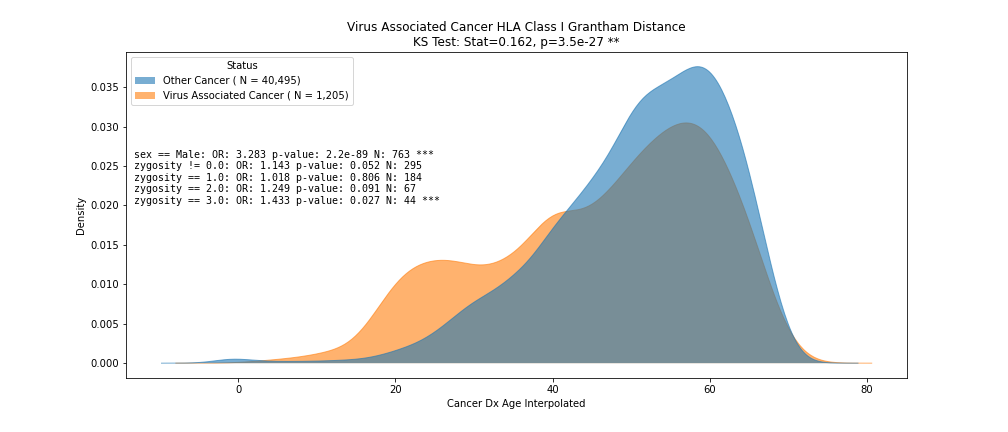 Virus Associated Cancer HLA Class I Grantham Distance
KS Test: Stat=0.162, p=3.5e-27 **
Status
Other Cancer ( N = 40,495)
Virus Associated Cancer ( N = 1,205)
sex == Male: OR: 3.283 p-value: 2.2e-89 N: 763 ***
zygosity != 0.0: OR: 1.143 p-value: 0.052 N: 295
zygosity == 1.0: OR: 1.018 p-value: 0.806 N: 184
zygosity == 2.0: OR: 1.249 p-value: 0.091 N: 67
zygosity == 3.0: OR: 1.433 p-value: 0.027 N: 44 ***
Density
0.035
0.030
0.025
0.020
0.015
0.010
0.005
0.000
0
20
40
60
80
Cancer Dx Age Interpolated